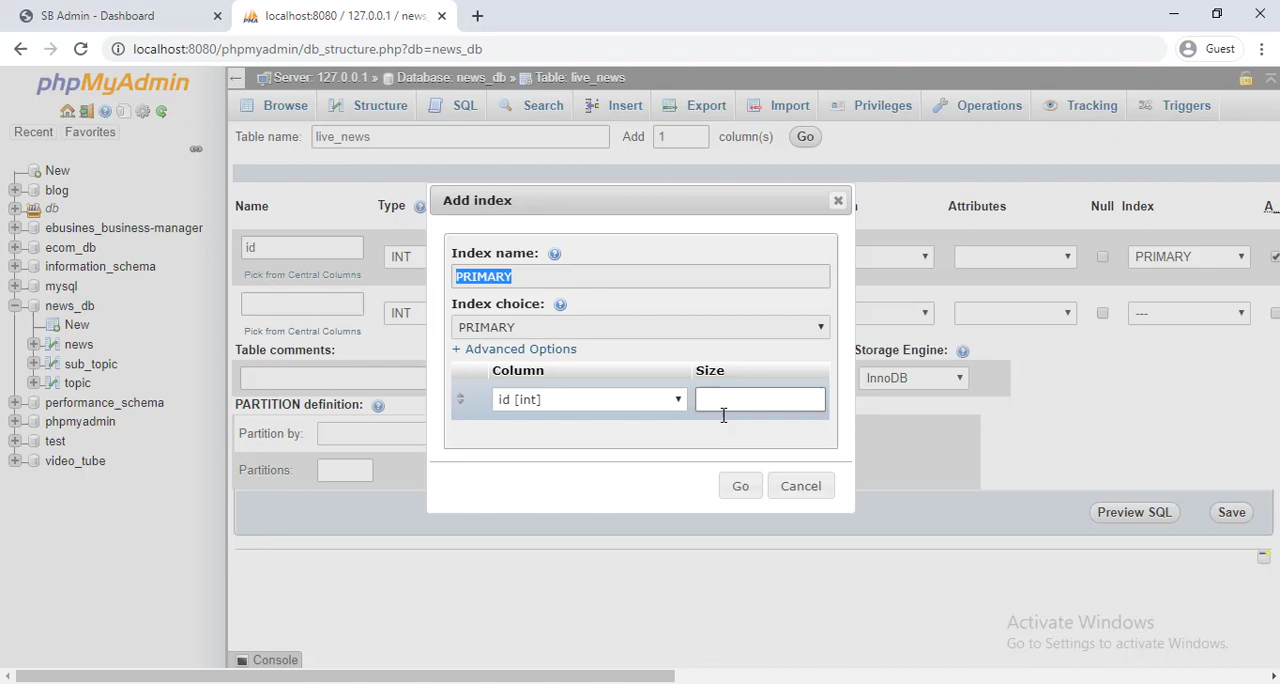 SB Admin - Dashboard
localhost:8080 / 127.0.0.1 / news_
localhost:8080/phpmyadmin/db_structure.php?db=news_db
Guest
phpMyAdmin
Server: 127.0.0.1 » Database: news_db » Table: live_news
Browse Structure SQL Search Insert Export Import Privileges Operations Tracking Triggers
Recent Favorites
Table name: live_news Add 1 column(s) Go
New
blog
db
ebusines_business-manager
ecom_db
information_schema
mysql
news_db
New
news
sub_topic
topic
performance_schema
phpmyadmin
test
video_tube
Name Type Attributes Null Index A...
id INT PRIMARY
Pick from Central Columns
INT ---
Pick from Central Columns
Table comments: Storage Engine:
InnoDB
PARTITION definition:
Partition by:
Partitions:
Preview SQL Save
Add index
Index name:
PRIMARY
Index choice:
PRIMARY
+ Advanced Options
Column Size
id [int]
Go Cancel
Console
Activate Windows
Go to Settings to activate Windows.